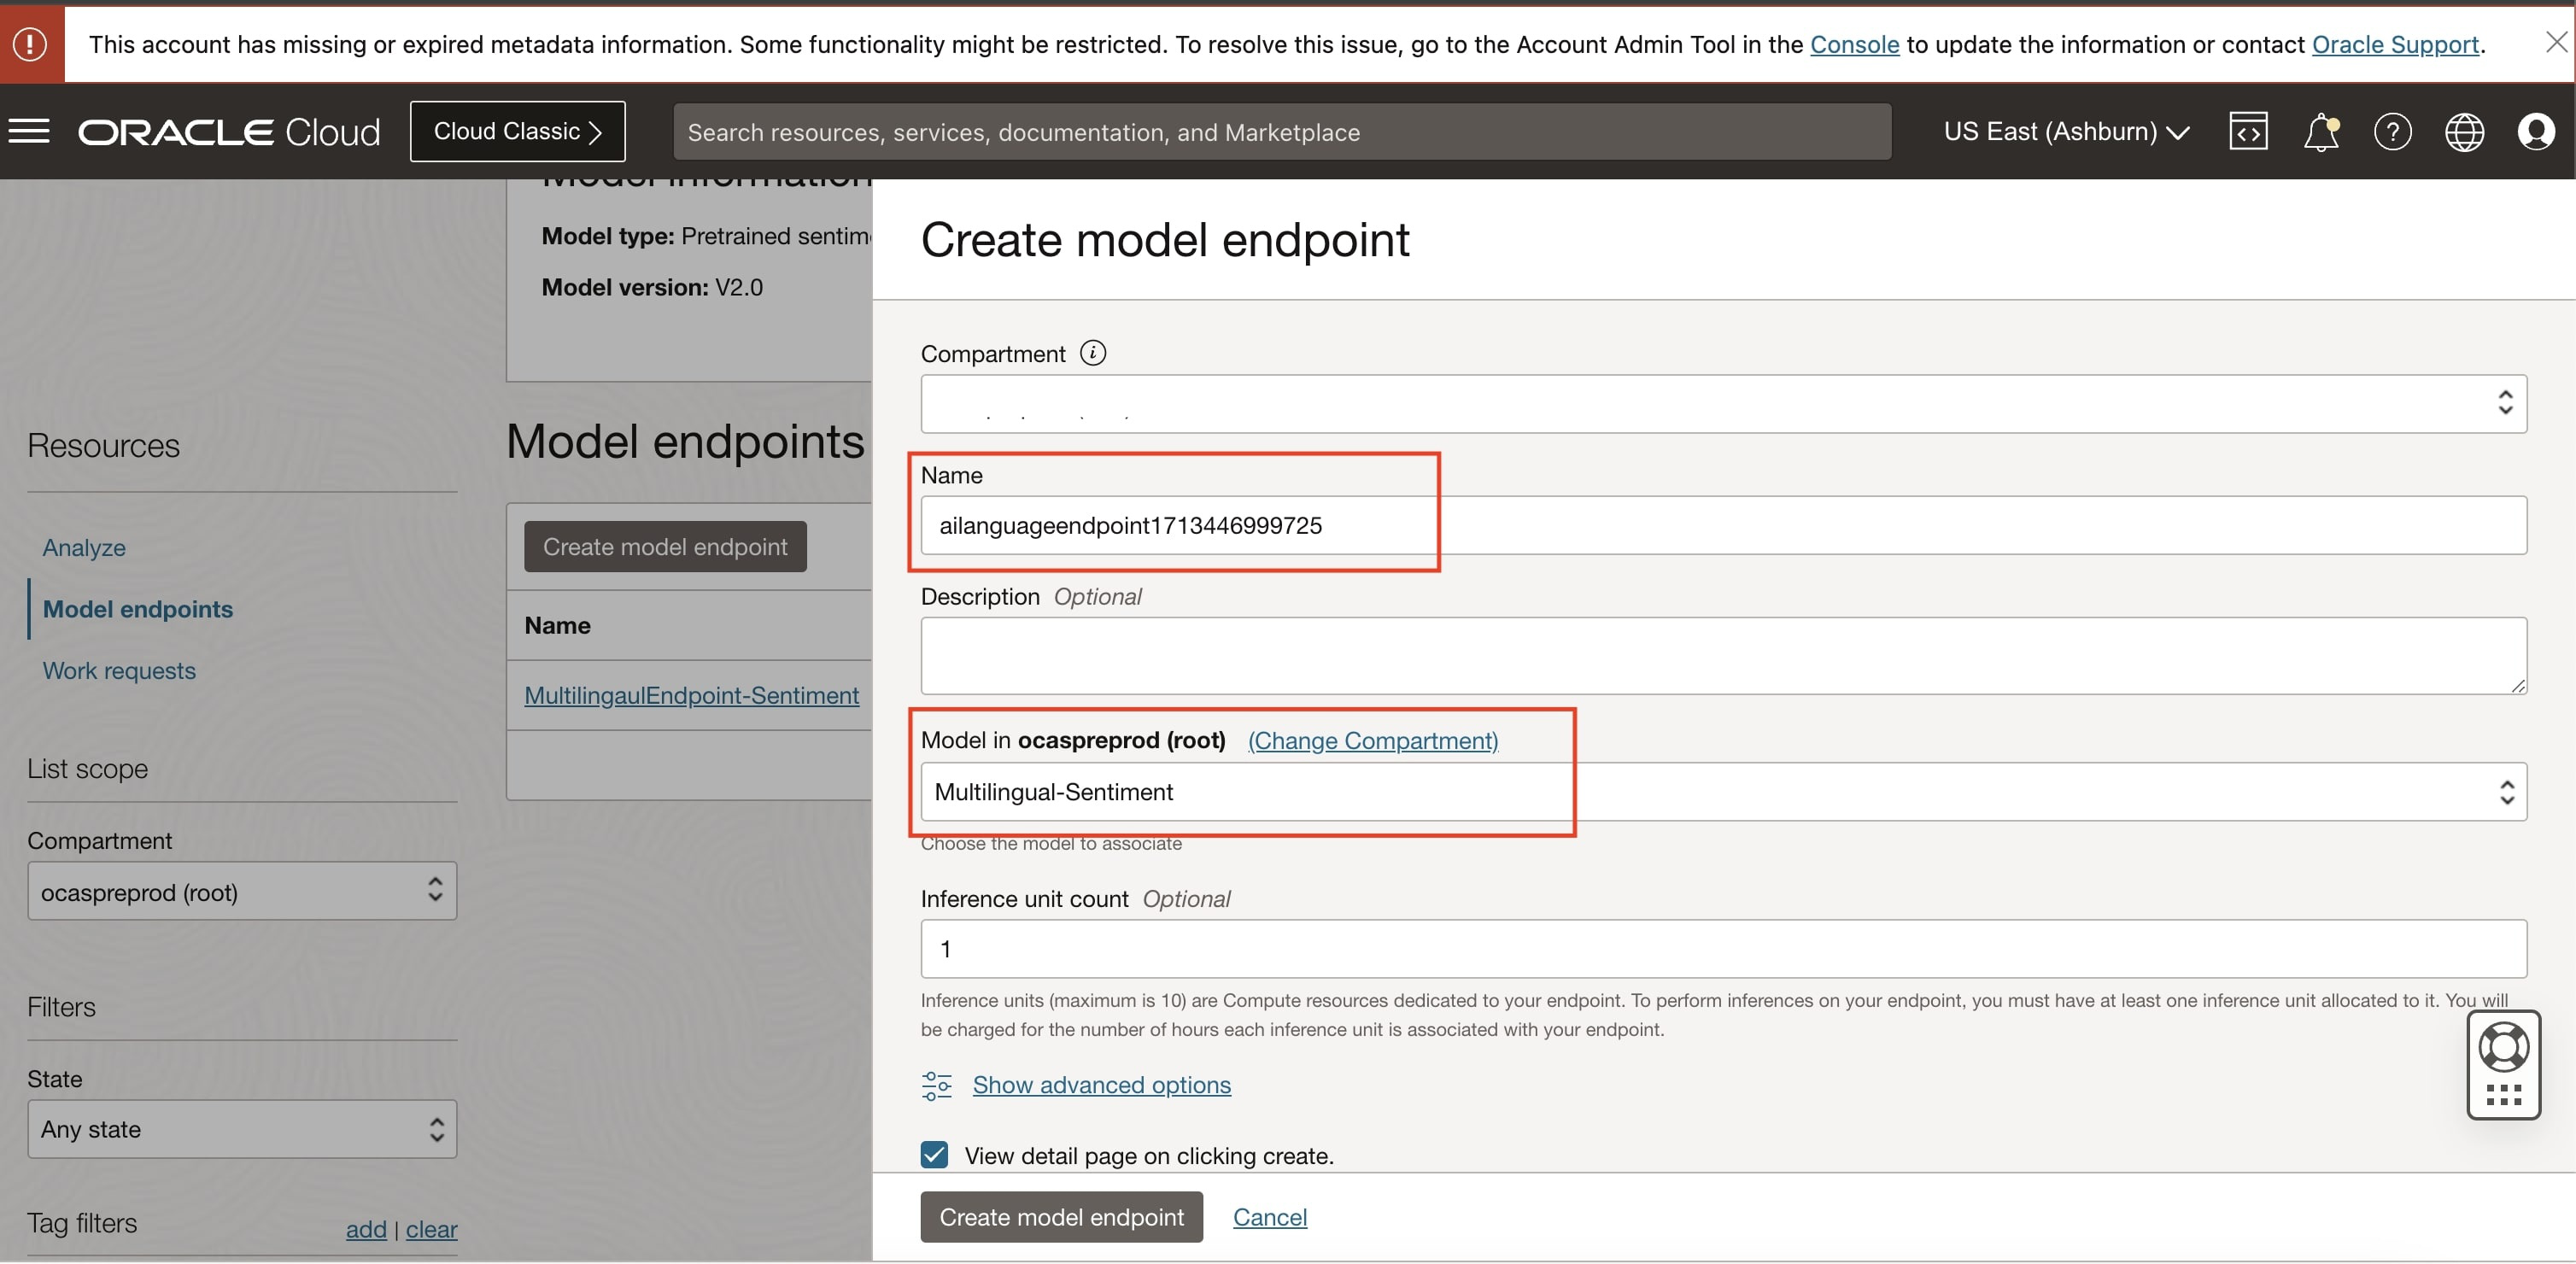 This account has missing or expired metadata information. Some functionality might be restricted. To resolve this issue, go to the Account Admin Tool in the Console to update the information or contact Oracle Support.
ORACLE Cloud
Cloud Classic
Search resources, services, documentation, and Marketplace
US East (Ashburn)
Model information
Model type: Pretrained sentim
Model version: V2.0
Resources
Analyze
Model endpoints
Work requests
List scope
Compartment
ocaspreprod (root)
Filters
State
Any state
Tag filters
add | clear
Model endpoints
Create model endpoint
Name
MultilingaulEndpoint-Sentiment
Create model endpoint
Compartment
Name
ailanguageendpoint1713446999725
Description Optional
Model in ocaspreprod (root) (Change Compartment)
Multilingual-Sentiment
Choose the model to associate
Inference unit count Optional
1
Inference units (maximum is 10) are Compute resources dedicated to your endpoint. To perform inferences on your endpoint, you must have at least one inference unit allocated to it. You will
be charged for the number of hours each inference unit is associated with your endpoint.
Show advanced options
View detail page on clicking create.
Create model endpoint
Cancel